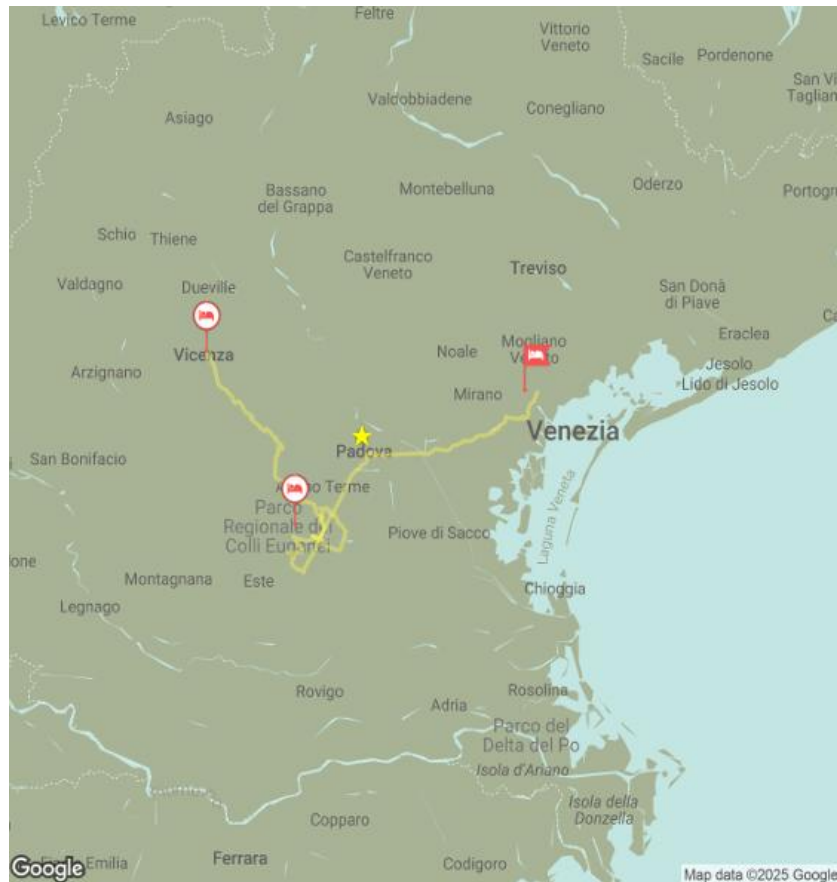 Levico Terme
Feltre
Vittorio
Veneto
Sacile
Pordenone
San Vi
Taglian
Valdobbiadene
Conegliano
Asiago
Bassano
del Grappa
Montebelluna
Oderzo
Portogr
Schio
Thiene
Castelfranco
Veneto
Treviso
Valdagno
Dueville
San Donà
di Piave
Vicenza
Noale
Mogliano
Eraclea
Arzignano
Mirano
Jesolo
Lido di Jesolo
Venezia
Padova
San Bonifacio
Terme
Parco
Regionale dei
Colli Euganei
Piove di Sacco
Laguna Veneta
Montagnana
Este
Chioggia
Legnago
Rovigo
Adria
Rosolina
Parco del
Delta del Po
Isola d'Ariano
Isola della
Donzella
Copparo
Ferrara
Codigoro
Emilia
Google
Map data ©2025 Google